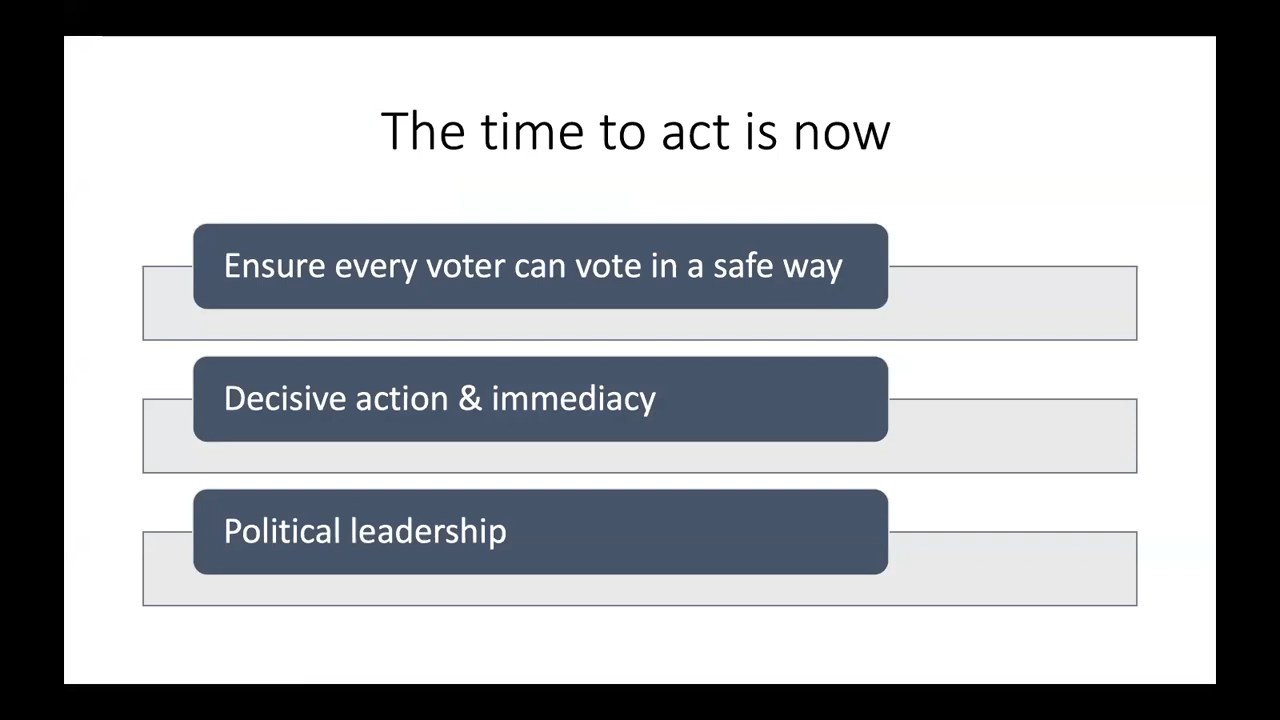 The time to act is now
Ensure every voter can vote in a safe way
Decisive action & immediacy
Political leadership